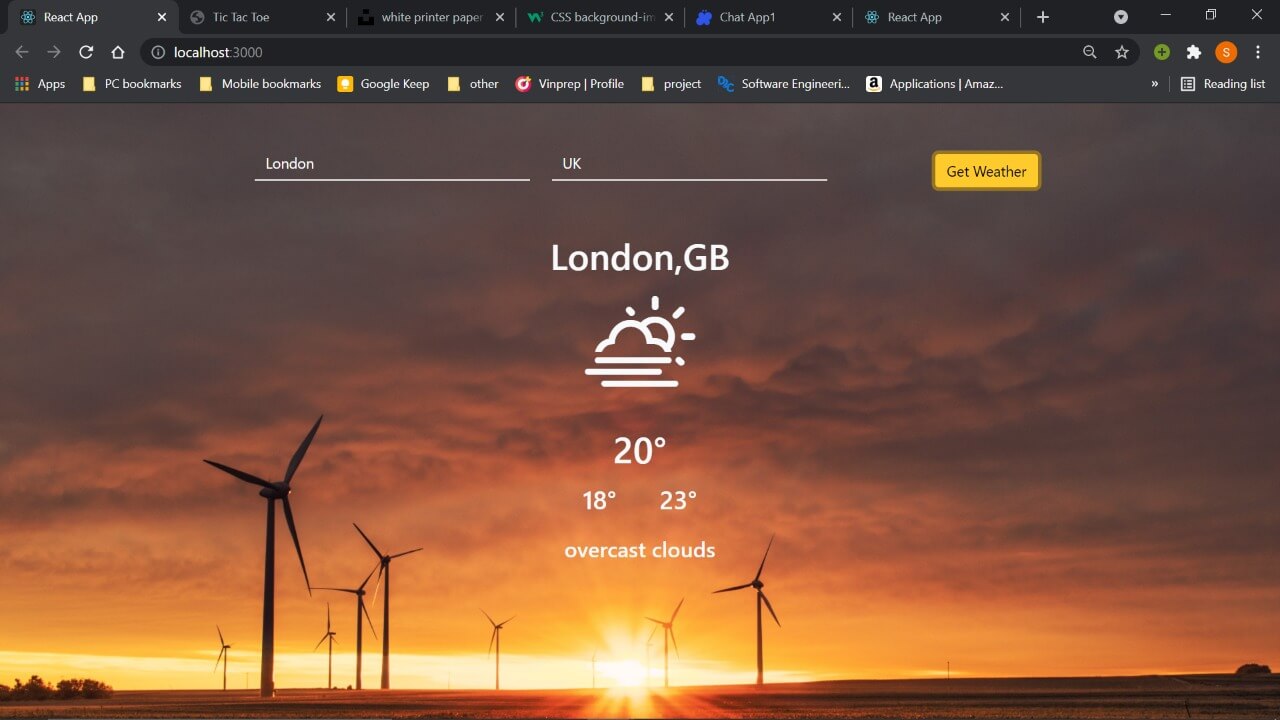 React App
Tic Tac Toe
white printer paper
CSS background-im
Chat App1
React App
localhost:3000
Apps
PC bookmarks
Mobile bookmarks
Google Keep
other
Vinprep | Profile
project
Software Engineeri...
a
Applications | Amaz...
»
Reading list
S
London
UK
Get Weather
London,GB
20°
18° 23°
overcast clouds